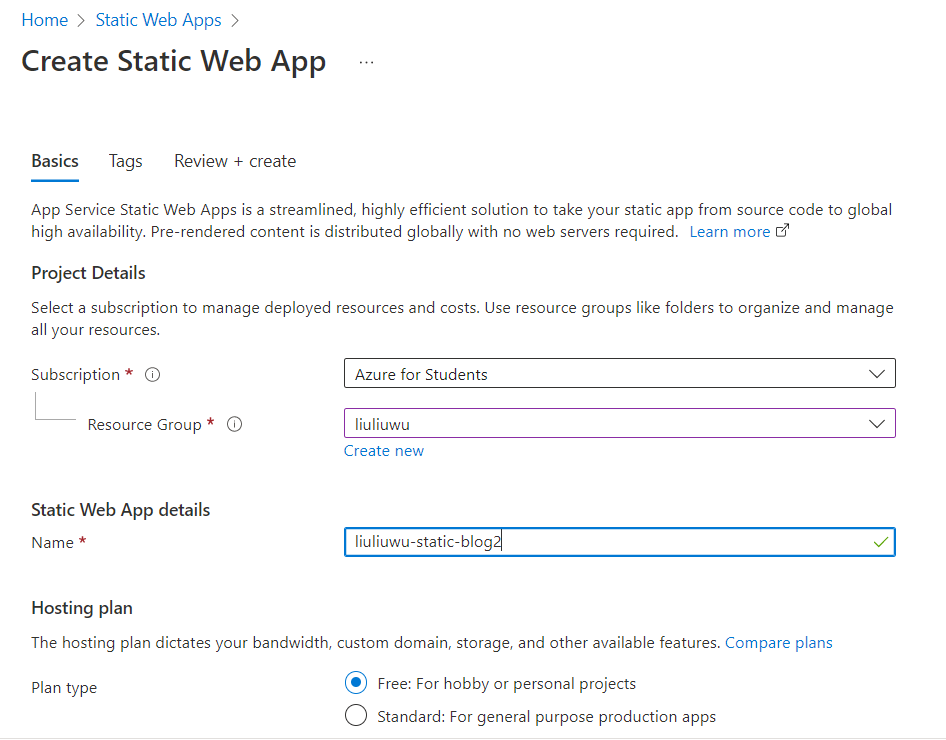 Home > Static Web Apps >
Create Static Web App ...
Basics Tags Review + create
App Service Static Web Apps is a streamlined, highly efficient solution to take your static app from source code to global
high availability. Pre-rendered content is distributed globally with no web servers required. Learn more
Project Details
Select a subscription to manage deployed resources and costs. Use resource groups like folders to organize and manage
all your resources.
Subscription * Azure for Students
Resource Group * liuliuwu
Create new
Static Web App details
Name * liuliuwu-static-blog2
Hosting plan
The hosting plan dictates your bandwidth, custom domain, storage, and other available features. Compare plans
Plan type Free: For hobby or personal projects
Standard: For general purpose production apps